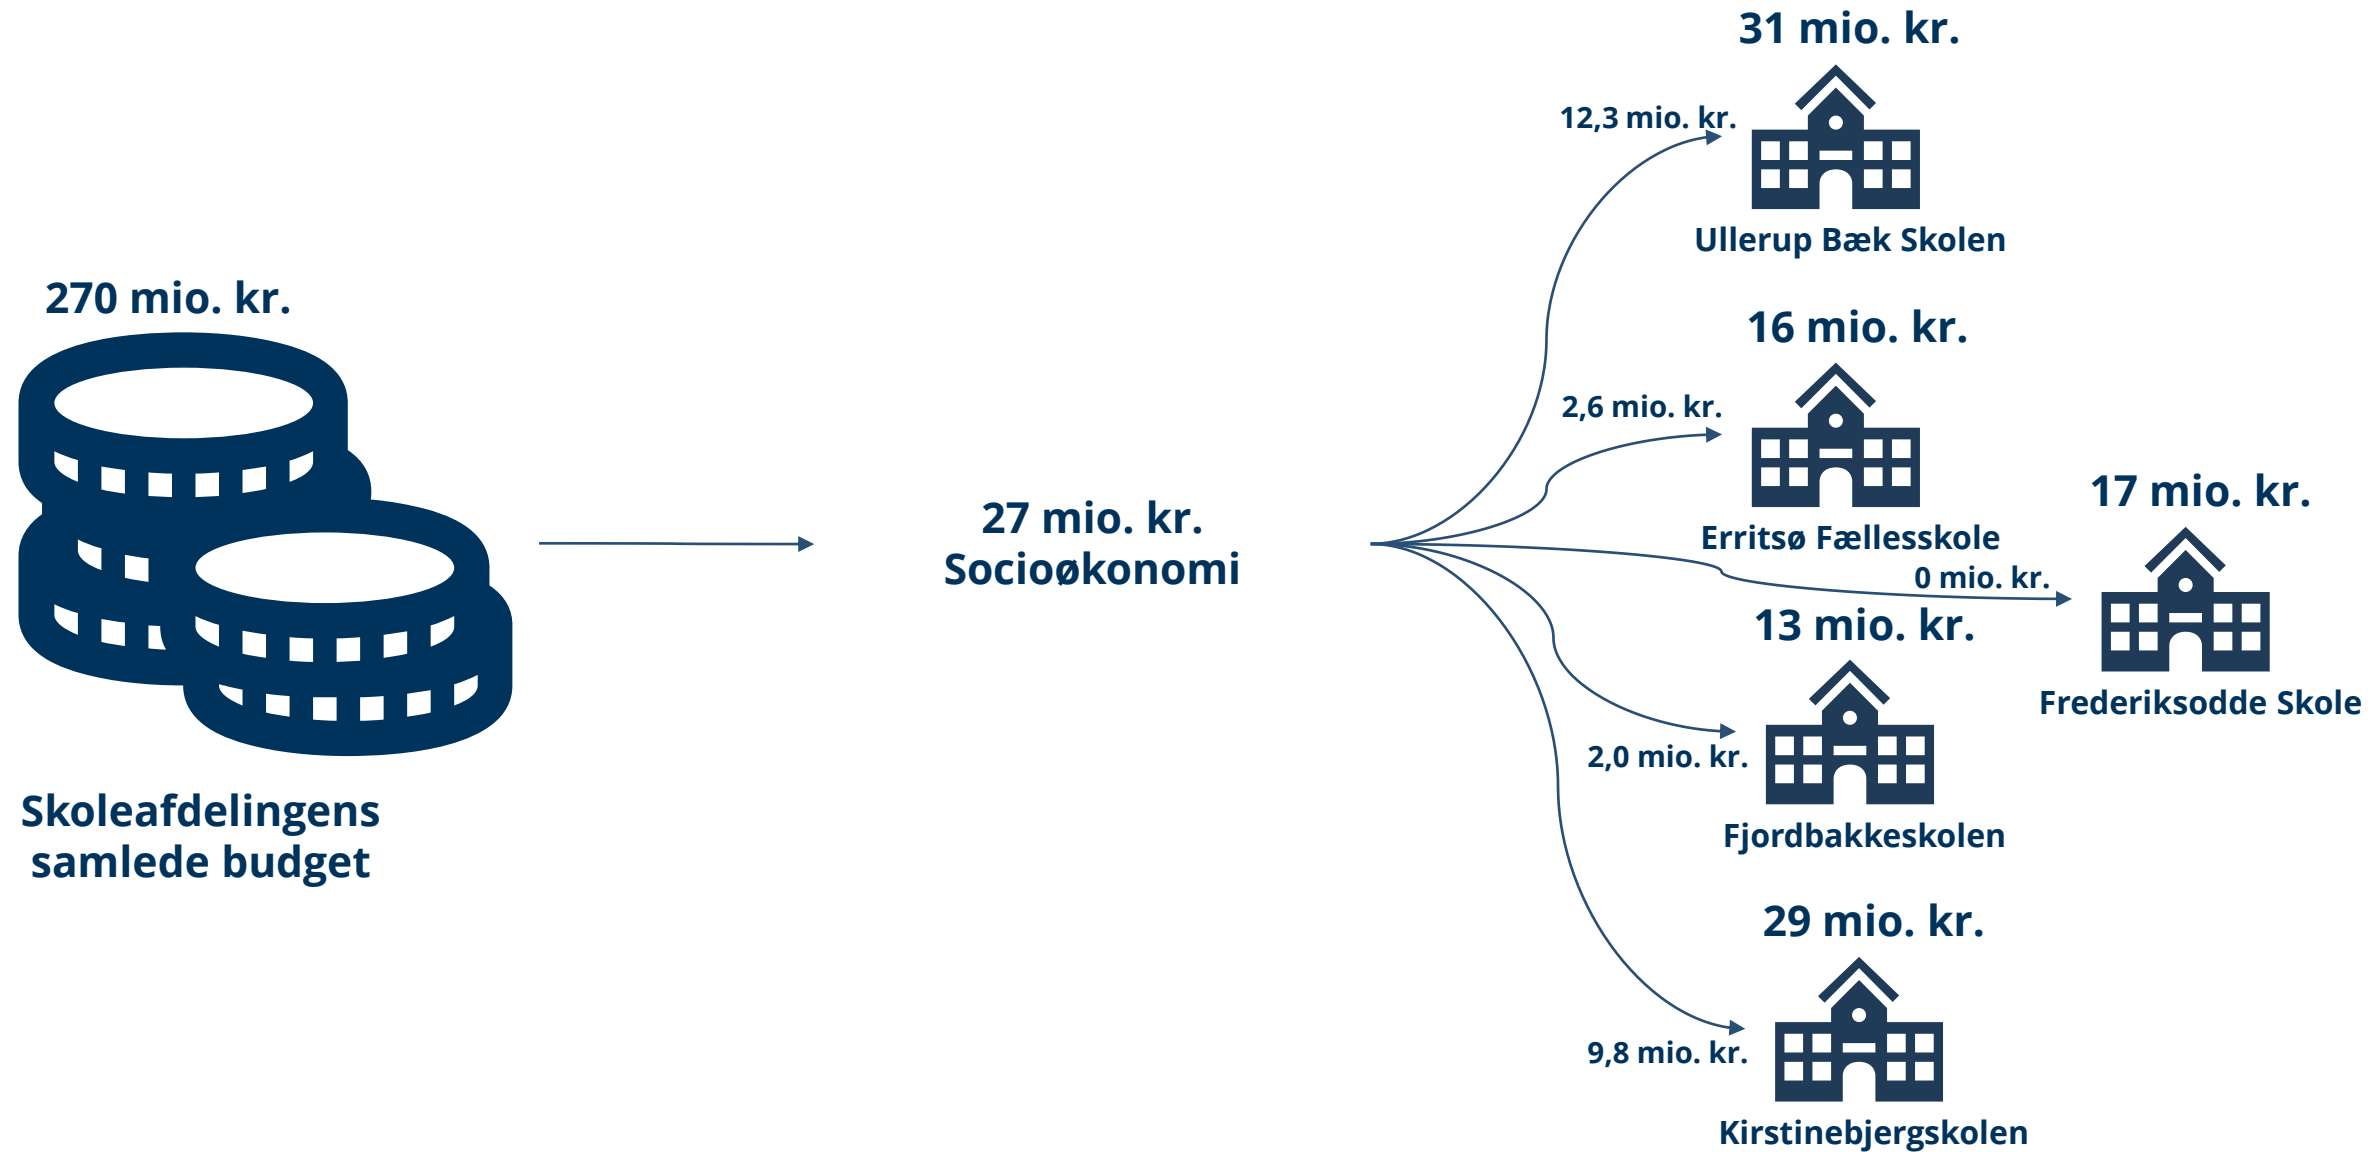 270 mio. kr.
Skoleafdelingens
samlede budget
27 mio. kr.
Socioøkonomi
31 mio. kr.
12,3 mio. kr.
Ullerup Bæk Skolen
16 mio. kr.
2,6 mio. kr.
Erritsø Fællesskole
17 mio. kr.
0 mio. kr.
Frederiksodde Skole
13 mio. kr.
2,0 mio. kr.
Fjordbakkeskolen
29 mio. kr.
9,8 mio. kr.
Kirstinebjergskolen